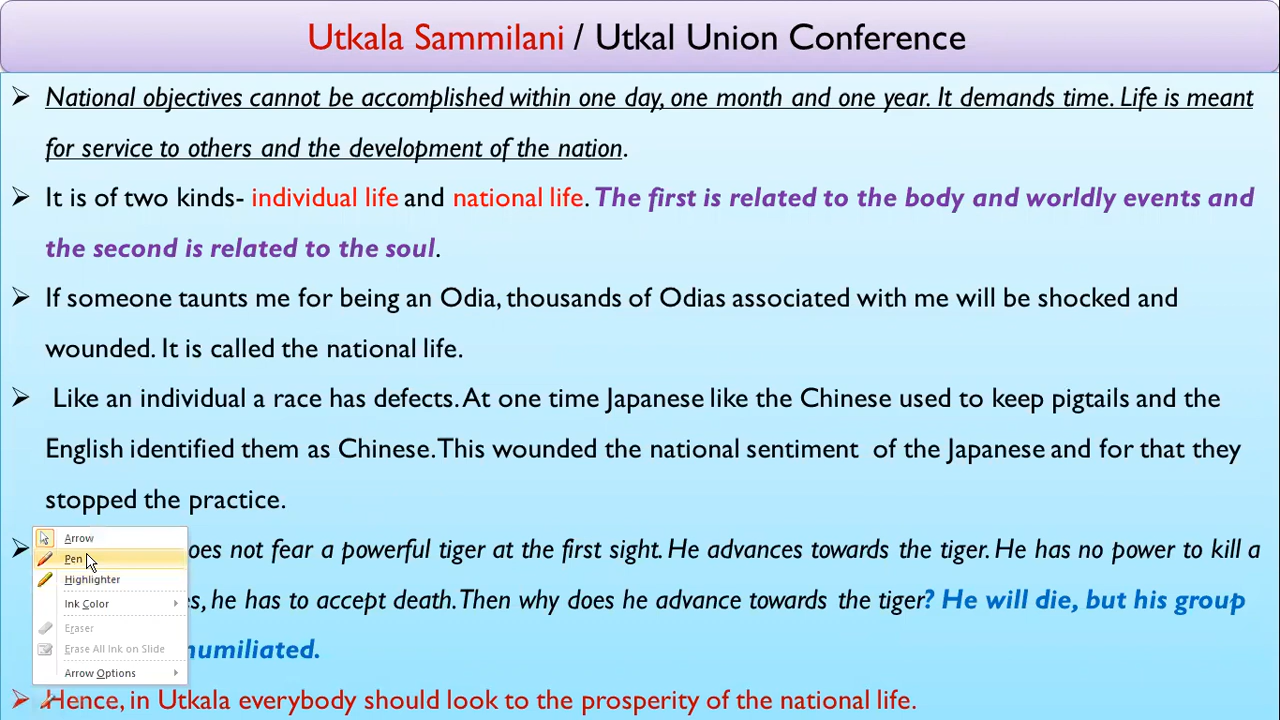 Utkala Sammilani / Utkal Union Conference
National objectives cannot be accomplished within one day, one month and one year. It demands time. Life is meant
for service to others and the development of the nation.
It is of two kinds- individual life and national life. The first is related to the body and worldly events and
the second is related to the soul.
If someone taunts me for being an Odia, thousands of Odias associated with me will be shocked and
wounded. It is called the national life.
Like an individual a race has defects. At one time Japanese like the Chinese used to keep pigtails and the
English identified them as Chinese. This wounded the national sentiment of the Japanese and for that they
stopped the practice.
not fear a powerful tiger at the first sight. He advances towards the tiger. He has no power to kill a
he has to accept death. Then why does he advance towards the tiger? He will die, but his group
humiliated.
Hence, in Utkala everybody should look to the prosperity of the national life.
Arrow
Pen
Highlighter
Ink Color
Eraser
Erase All Ink on Slide
Arrow Options